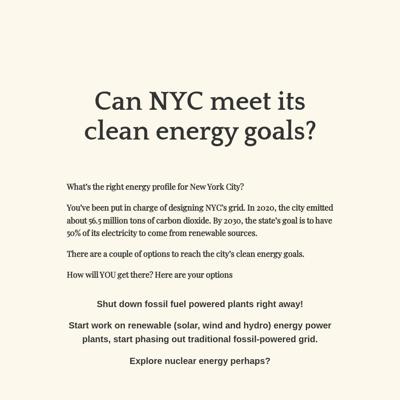 Can NYC meet its
clean energy goals?
What's the right energy profile for New York City?
You've been put in charge of designing NYC's grid. In 2020, the city emitted
about 56.5 million tons of carbon dioxide. By 2030, the state's goal is to have
50% of its electricity to come from renewable sources.
There are a couple of options to reach the city's clean energy goals.
How will YOU get there? Here are your options
Shut down fossil fuel powered plants right away!
Start work on renewable (solar, wind and hydro) energy power
plants, start phasing out traditional fossil-powered grid.
Explore nuclear energy perhaps?